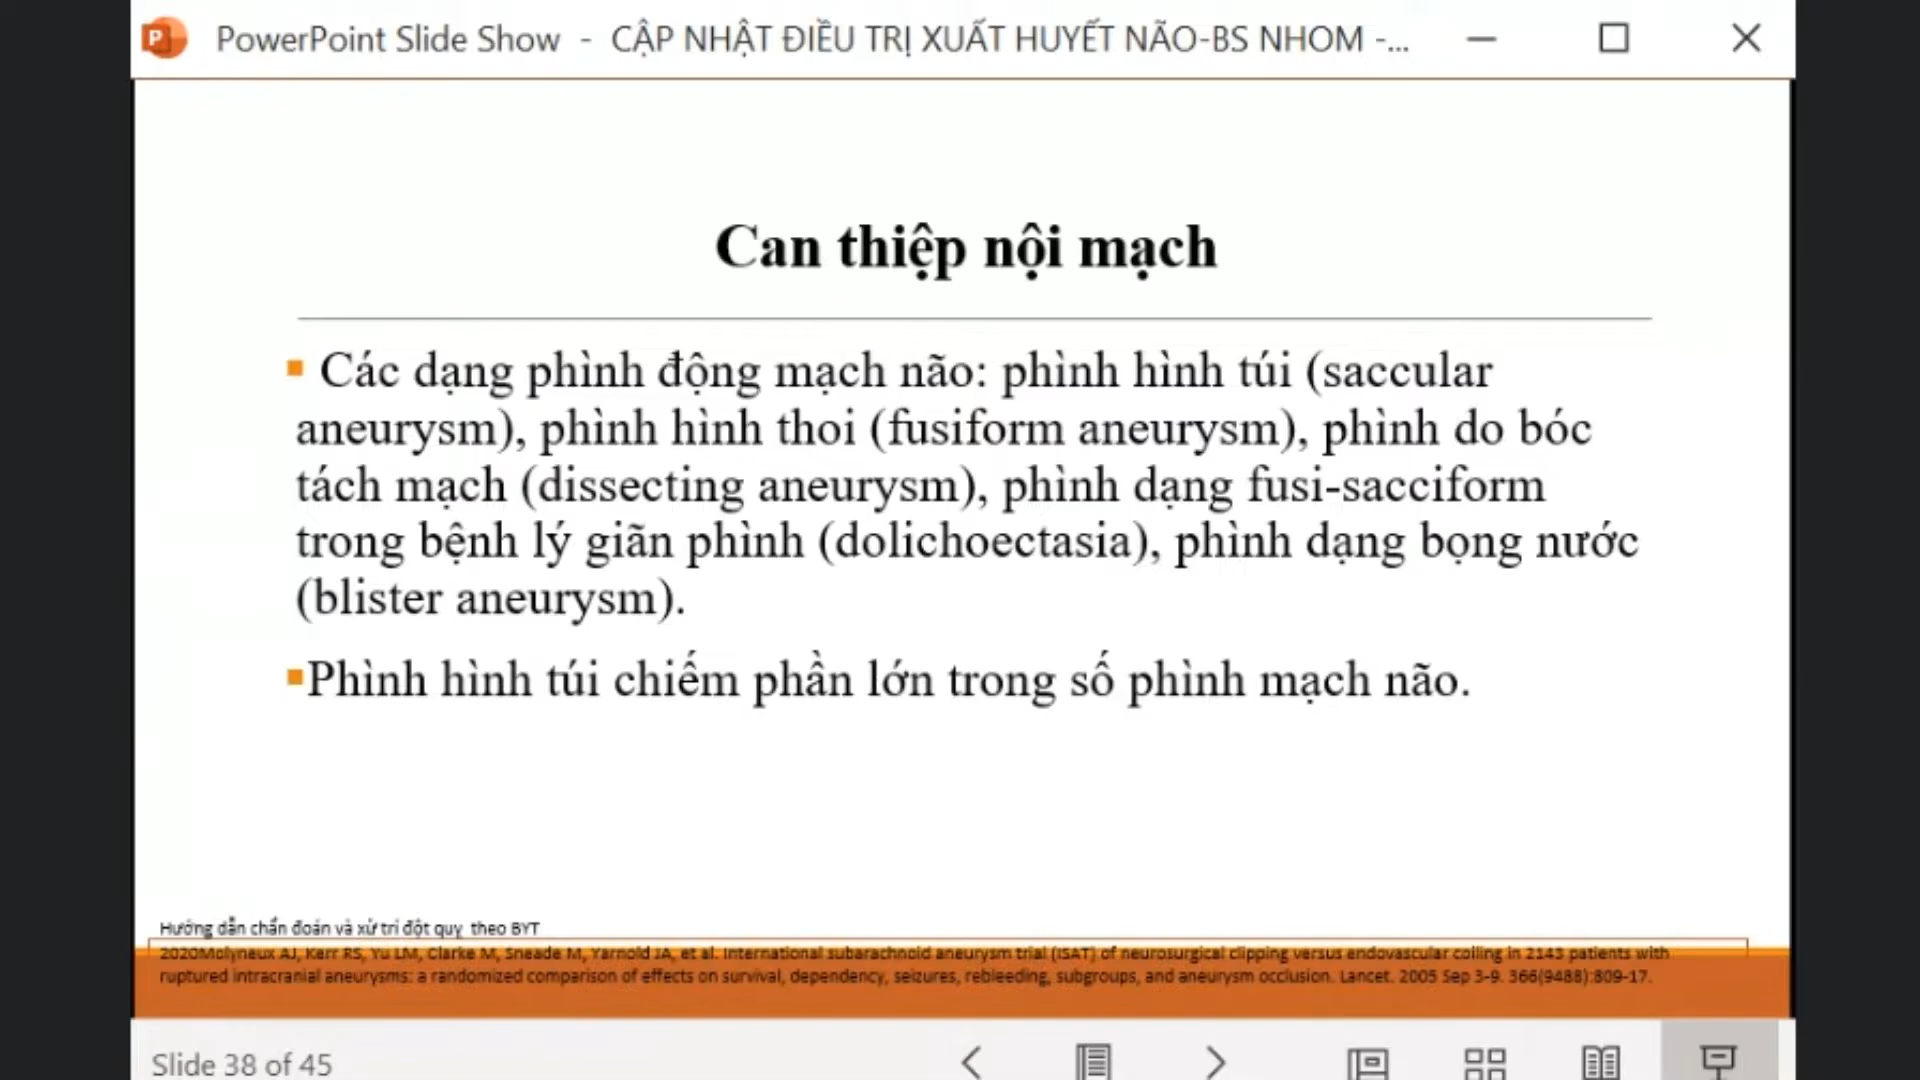 PowerPoint Slide Show - CẬP NHẬT ĐIỀU TRỊ XUẤT HUYẾT NÃO-BS NHOM -...
Can thiệp nội mạch
Các dạng phình động mạch não: phình hình túi (saccular
aneurysm), phình hình thoi (fusiform aneurysm), phình do bóc
tách mạch (dissecting aneurysm), phình dạng fusi-sacciform
trong bệnh lý giãn phình (dolichoectasia), phình dạng bọng nước
(blister aneurysm).
Phình hình túi chiếm phần lớn trong số phình mạch não.
Hướng dẫn chẩn đoán và xử trí đột quỵ theo BYT
2020Molyneux AJ, Kerr RS, Yu LM, Clarke M, Sneade M, Yarnold JA, et al. International subarachnoid aneurysm trial (ISAT) of neurosurgical clipping versus endovascular coiling in 2143 patients with
ruptured intracranial aneurysms: a randomized comparison of effects on survival, dependency, seizures, rebleeding, subgroups, and aneurysm occlusion. Lancet. 2005 Sep 3-9. 366(9488):809-17.
Slide 38 of 45